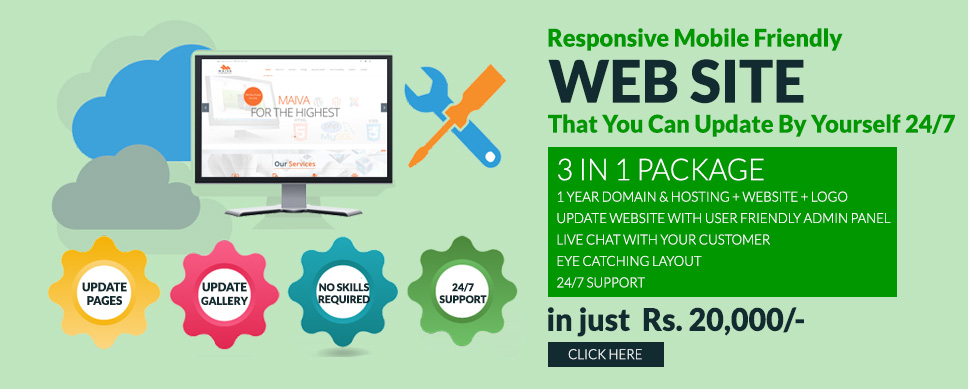 Responsive Mobile Friendly
WEB SITE
That You Can Update By Yourself 24/7
3 IN 1 PACKAGE
1 YEAR DOMAIN & HOSTING + WEBSITE + LOGO
UPDATE WEBSITE WITH USER FRIENDLY ADMIN PANEL
LIVE CHAT WITH YOUR CUSTOMER
EYE CATCHING LAYOUT
24/7 SUPPORT
in just Rs. 20,000/-
CLICK HERE
MAIVA
MAIVA
FOR THE HIGHEST
Our Services
UPDATE
PAGES
UPDATE
GALLERY
NO SKILLS
REQUIRED
24/7
SUPPORT